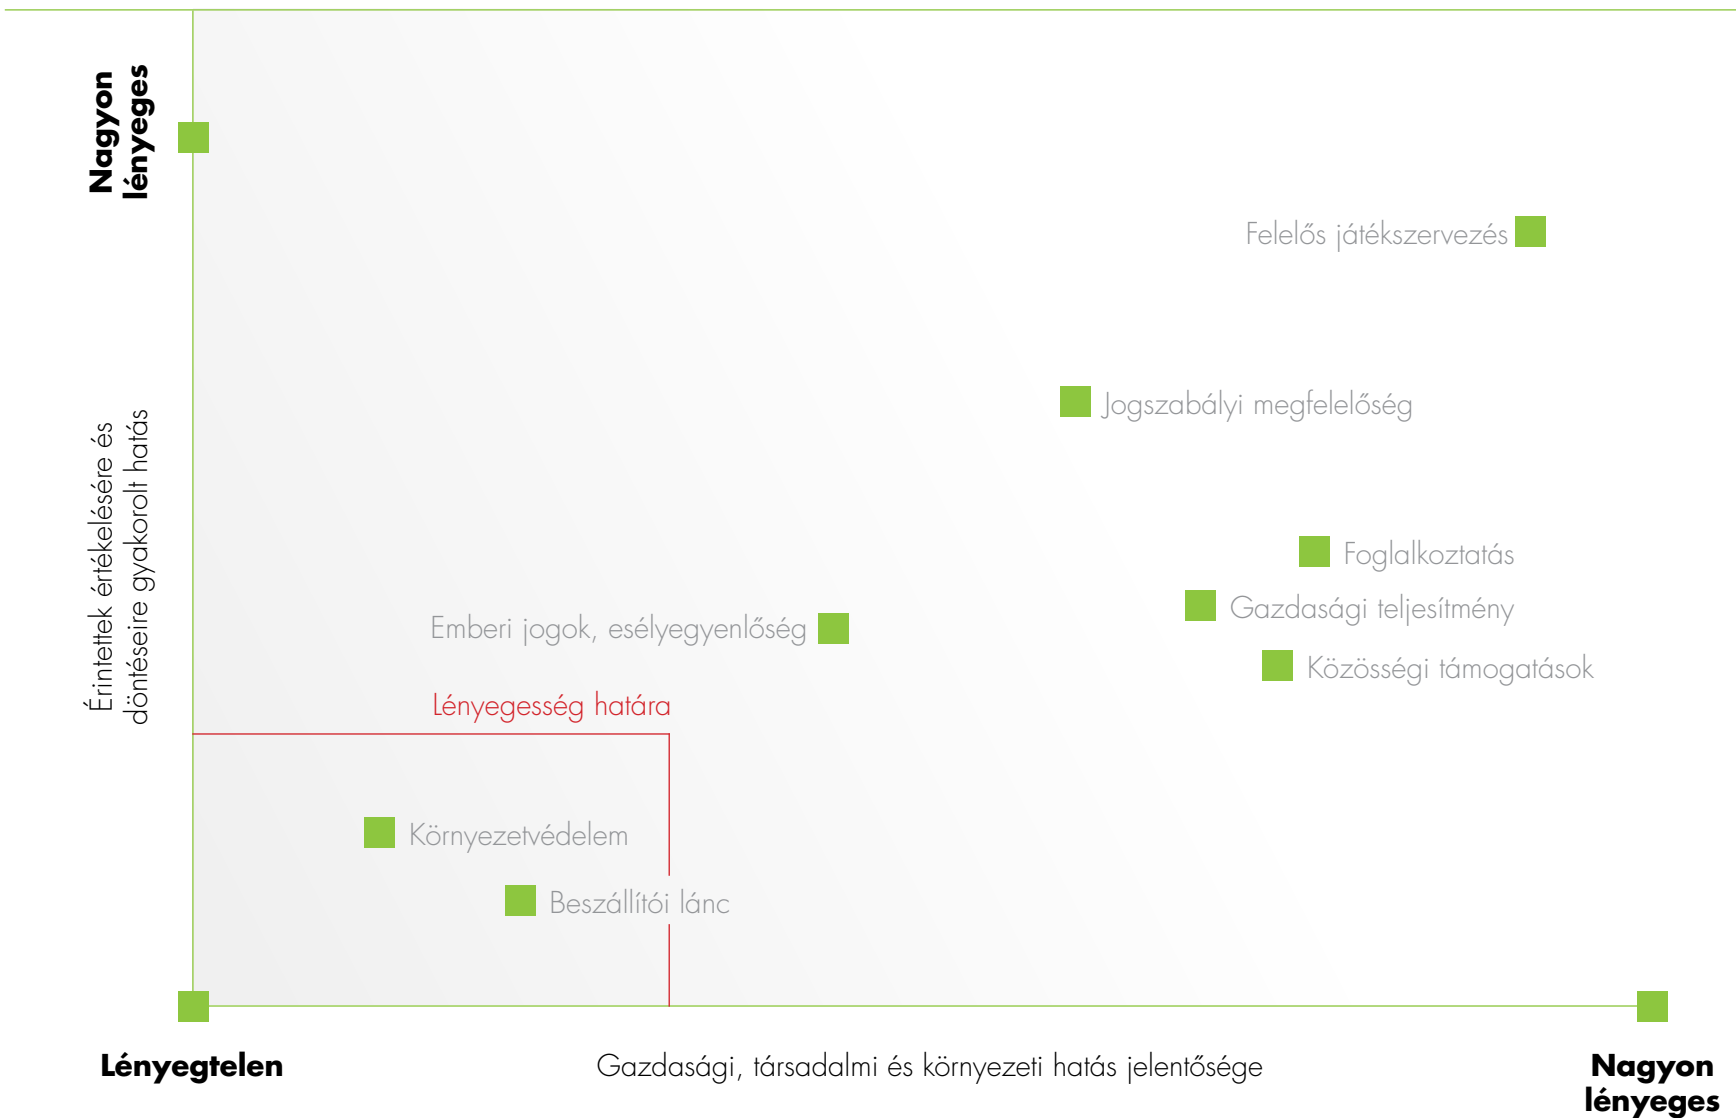 Nagyon
lényeges
Felelős játékszervezés
Jogszabályi megfelelőség
Érintettek értékelésére és
döntéseire gyakorolt hatás
Foglalkoztatás
Gazdasági teljesítmény
Emberi jogok, esélyegyenlőség
Közösségi támogatások
Lényegesség határa
Környezetvédelem
Beszállítói lánc
Lényegtelen
Gazdasági, társadalmi és környezeti hatás jelentősége
Nagyon
lényeges